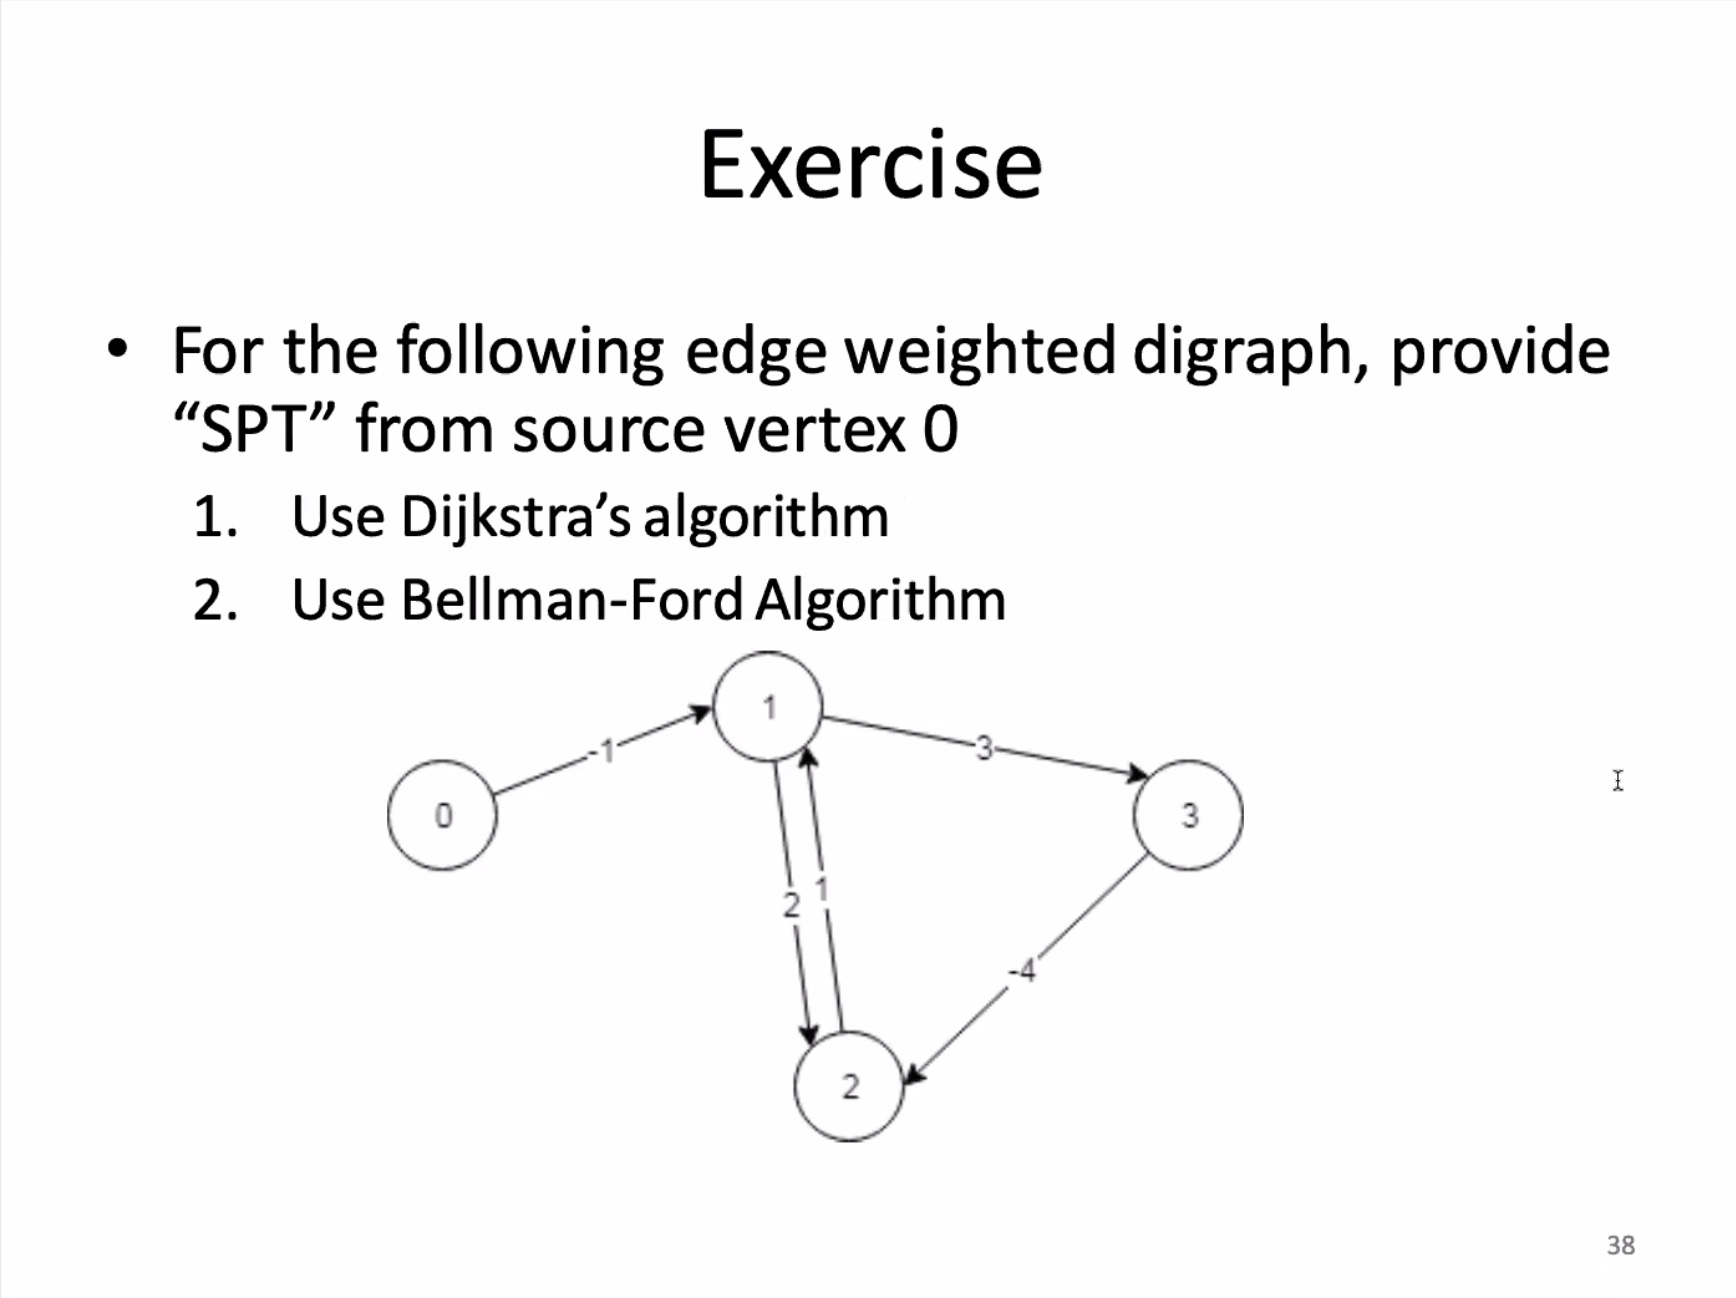 Exercise
• For the following edge weighted digraph, provide
“SPT” from source vertex 0
1. Use Dijkstra’s algorithm
2. Use Bellman-Ford Algorithm
1
-1
3
0
3
2 1
-4
2
38